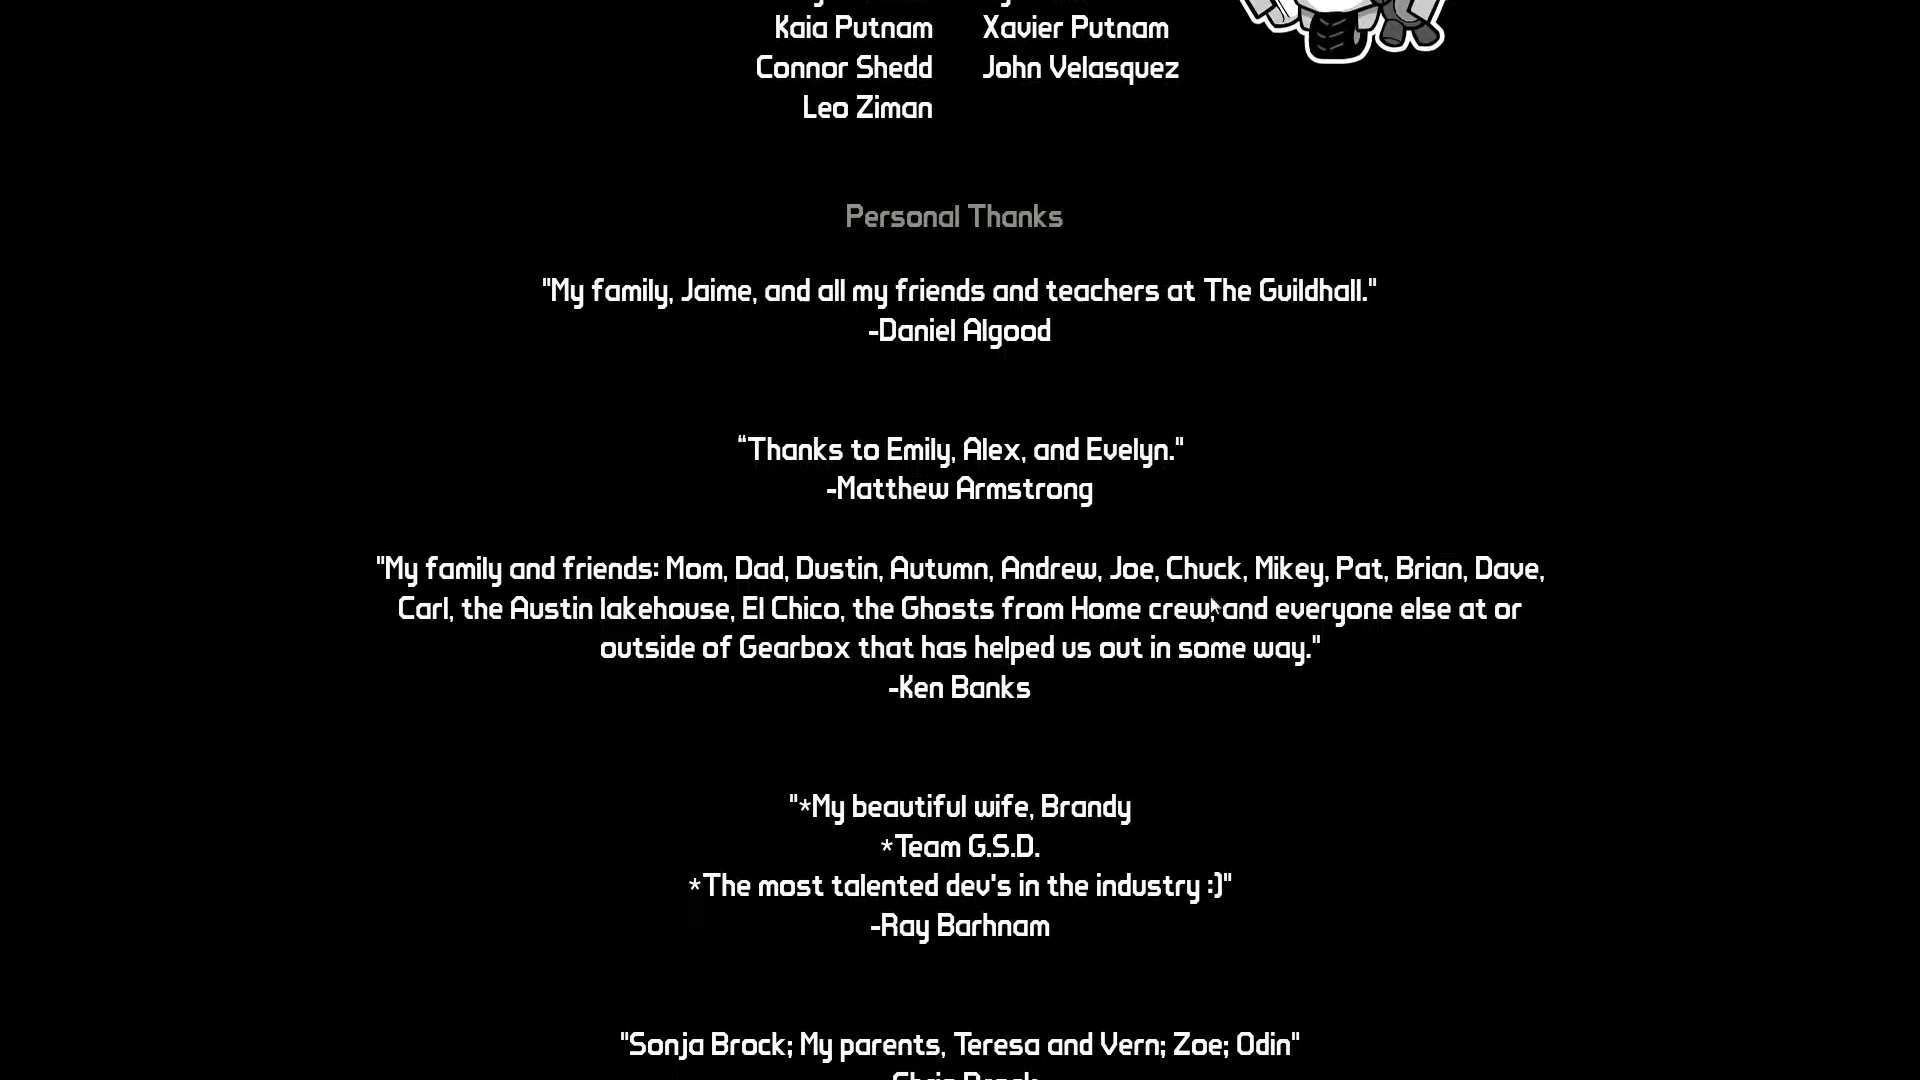 Kaia Putnam Xavier Putnam
Connor Shedd John Velasquez
Leo Ziman
Personal Thanks
"My family, Jaime, and all my friends and teachers at The Guildhall."
-Daniel Algood
“Thanks to Emily, Alex, and Evelyn."
-Matthew Armstrong
"My family and friends: Mom, Dad, Dustin, Autumn, Andrew, Joe, Chuck, Mikey, Pat, Brian, Dave,
Carl, the Austin lakehouse, El Chico, the Ghosts from Home crew, and everyone else at or
outside of Gearbox that has helped us out in some way."
-Ken Banks
"*My beautiful wife, Brandy
*Team G.S.D.
*The most talented dev's in the industry :)"
-Ray Barhnam
"Sonja Brock; My parents, Teresa and Vern; Zoe; Odin"